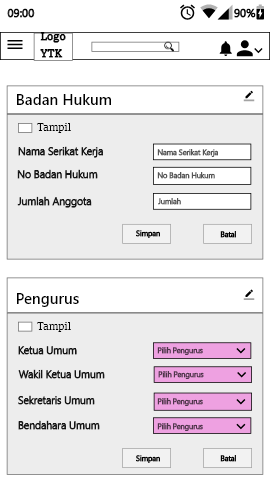 09:00
90%
Logo
YTK
Badan Hukum
Tampil
Nama Serikat Kerja
Nama Serikat Kerja
No Badan Hukum
No Badan Hukum
Jumlah Anggota
Jumlah
Simpan
Batal
Pengurus
Tampil
Ketua Umum
Pilih Pengurus
Wakil Ketua Umum
Pilih Pengurus
Sekretaris Umum
Pilih Pengurus
Bendahara Umum
Pilih Pengurus
Simpan
Batal